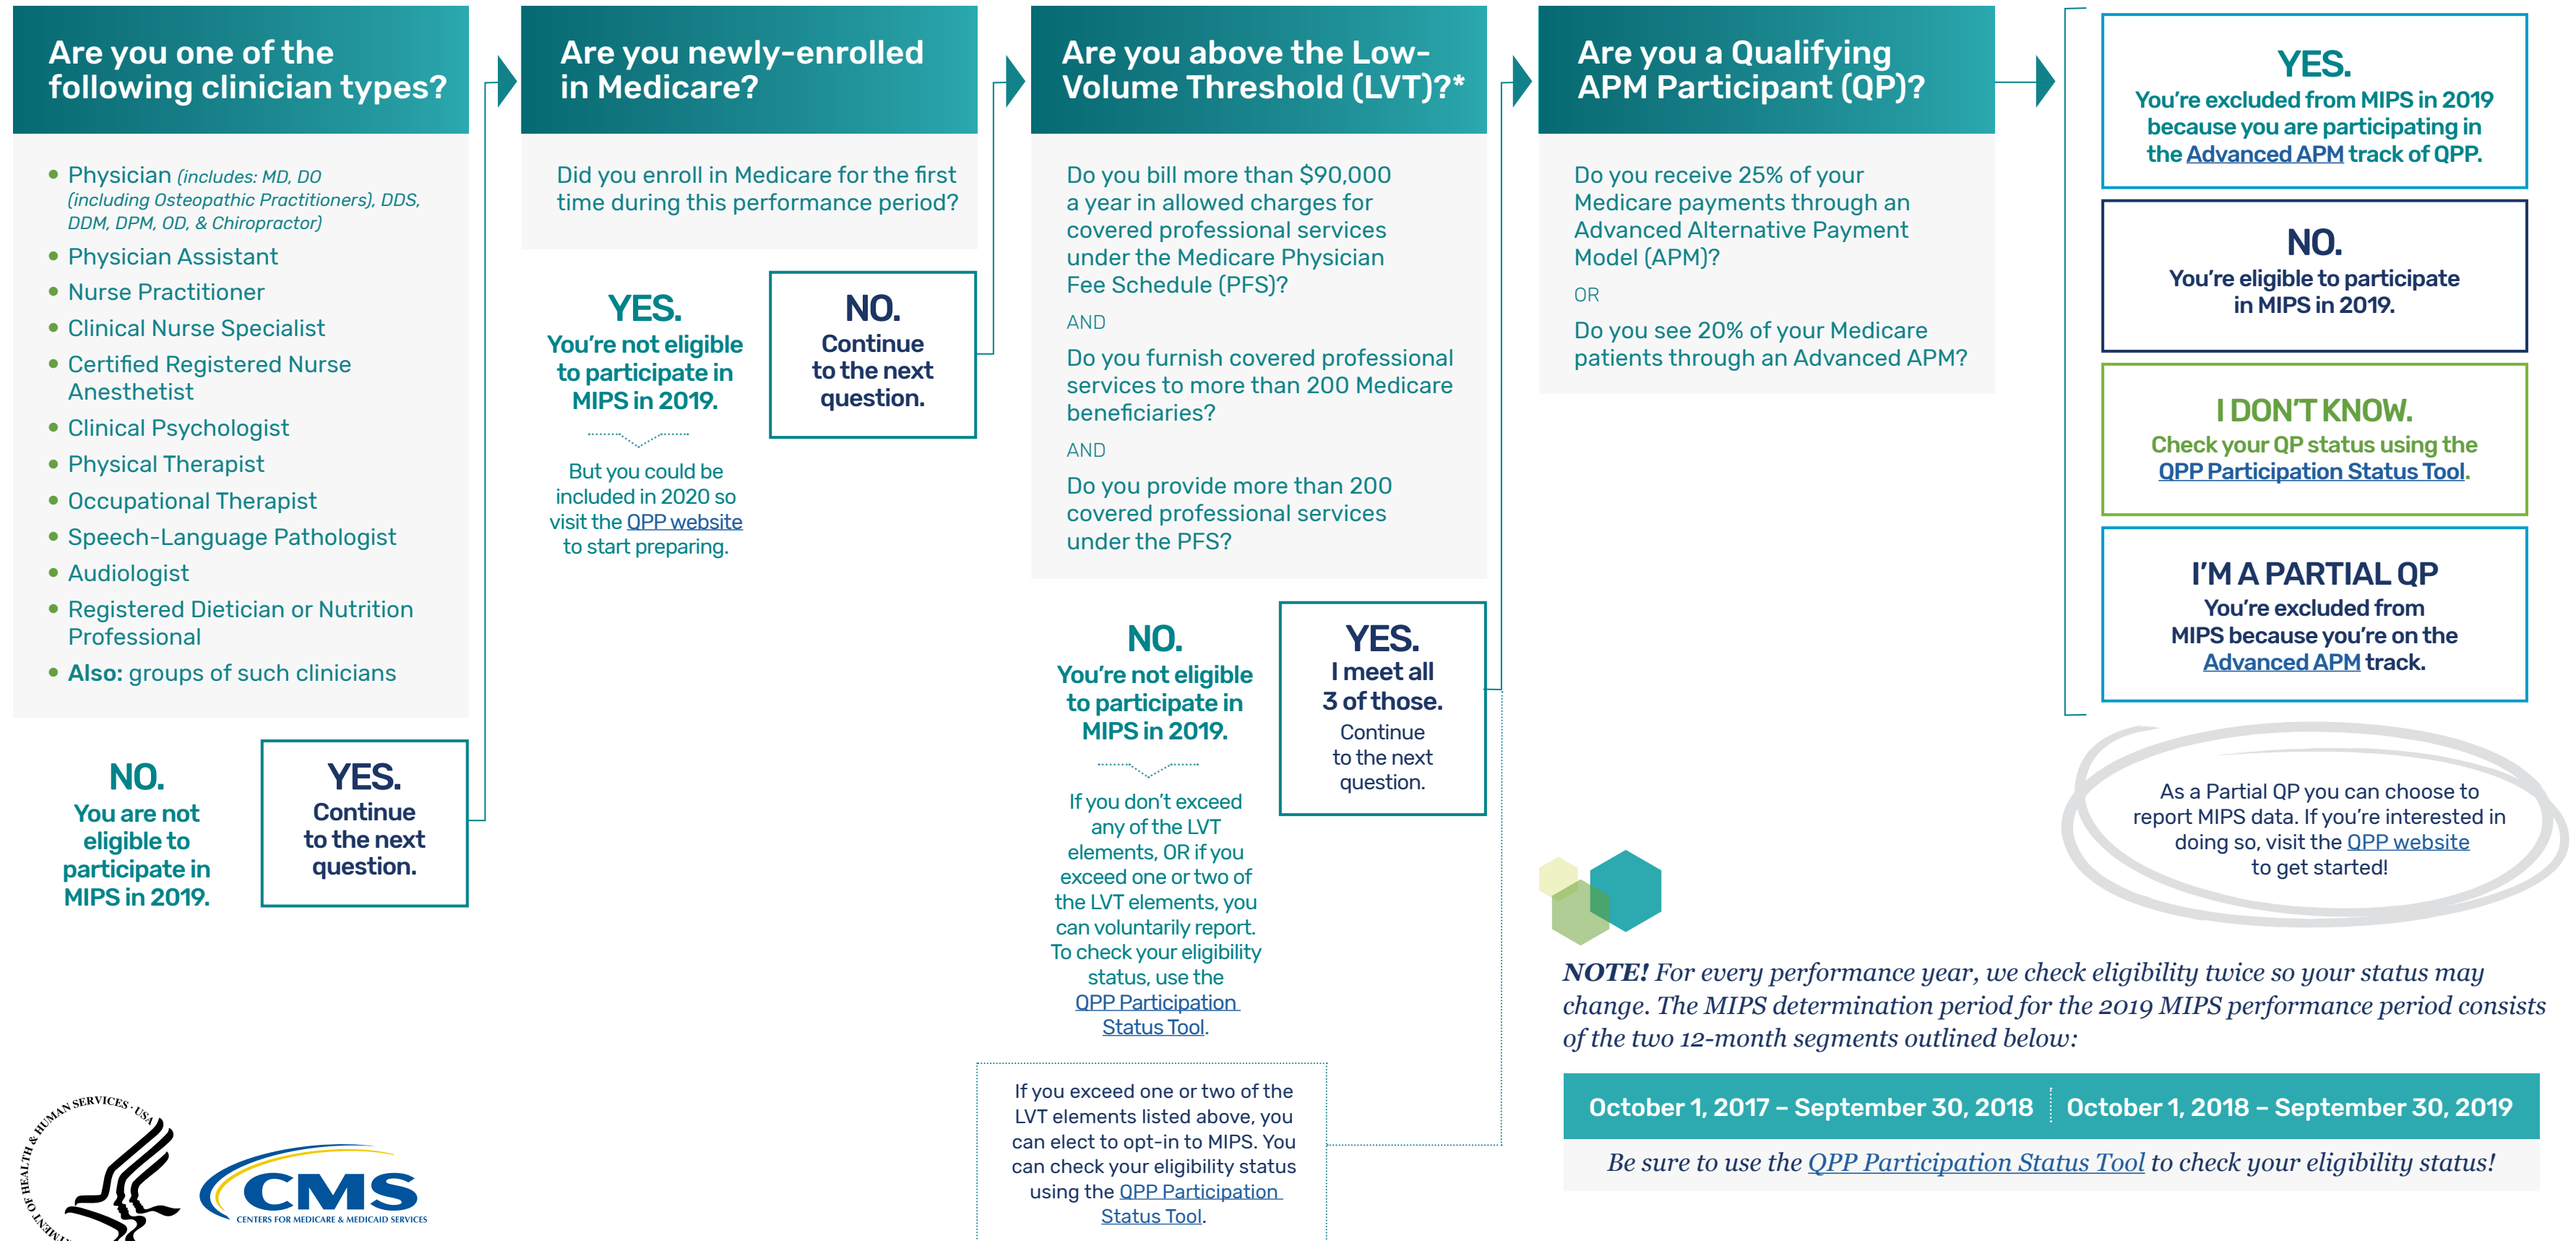 Are you one of the
following clinician types?
• Physician (includes: MD, DO
(including Osteopathic Practitioners), DDS,
DDM, DPM, OD, & Chiropractor)
• Physician Assistant
• Nurse Practitioner
• Clinical Nurse Specialist
• Certified Registered Nurse
Anesthetist
• Clinical Psychologist
• Physical Therapist
• Occupational Therapist
• Speech-Language Pathologist
• Audiologist
• Registered Dietician or Nutrition
Professional
• Also: groups of such clinicians
NO.
You are not
eligible to
participate in
MIPS in 2019.
YES.
Continue
to the next
question.
Are you newly-enrolled
in Medicare?
Did you enroll in Medicare for the first
time during this performance period?
YES.
You're not eligible
to participate in
MIPS in 2019.
But you could be
included in 2020 so
visit the QPP website
to start preparing.
NO.
Continue
to the next
question.
Are you above the Low-
Volume Threshold (LVT)?*
Do you bill more than $90,000
a year in allowed charges for
covered professional services
under the Medicare Physician
Fee Schedule (PFS)?
AND
Do you furnish covered professional
services to more than 200 Medicare
beneficiaries?
AND
Do you provide more than 200
covered professional services
under the PFS?
NO.
You're not eligible
to participate in
MIPS in 2019.
If you don't exceed
any of the LVT
elements, OR if you
exceed one or two of
the LVT elements, you
can voluntarily report.
To check your eligibility
status, use the
QPP Participation
Status Tool.
YES.
I meet all
3 of those.
Continue
to the next
question.
If you exceed one or two of the
LVT elements listed above, you
can elect to opt-in to MIPS. You
can check your eligibility status
using the QPP Participation
Status Tool.
Are you a Qualifying
APM Participant (QP)?
Do you receive 25% of your
Medicare payments through an
Advanced Alternative Payment
Model (APM)?
OR
Do you see 20% of your Medicare
patients through an Advanced APM?
YES.
You're excluded from MIPS in 2019
because you are participating in
the Advanced APM track of QPP.
NO.
You're eligible to participate
in MIPS in 2019.
I DON'T KNOW.
Check your QP status using the
QPP Participation Status Tool.
I'M A PARTIAL QP
You're excluded from
MIPS because you're on the
Advanced APM track.
As a Partial QP you can choose to
report MIPS data. If you're interested in
doing so, visit the QPP website
to get started!
NOTE! For every performance year, we check eligibility twice so your status may
change. The MIPS determination period for the 2019 MIPS performance period consists
of the two 12-month segments outlined below:
October 1, 2017 – September 30, 2018
October 1, 2018 – September 30, 2019
Be sure to use the QPP Participation Status Tool to check your eligibility status!
OF HEALTH & HUMAN SERVICES · USA
CMS
CENTERS FOR MEDICARE & MEDICAID SERVICES